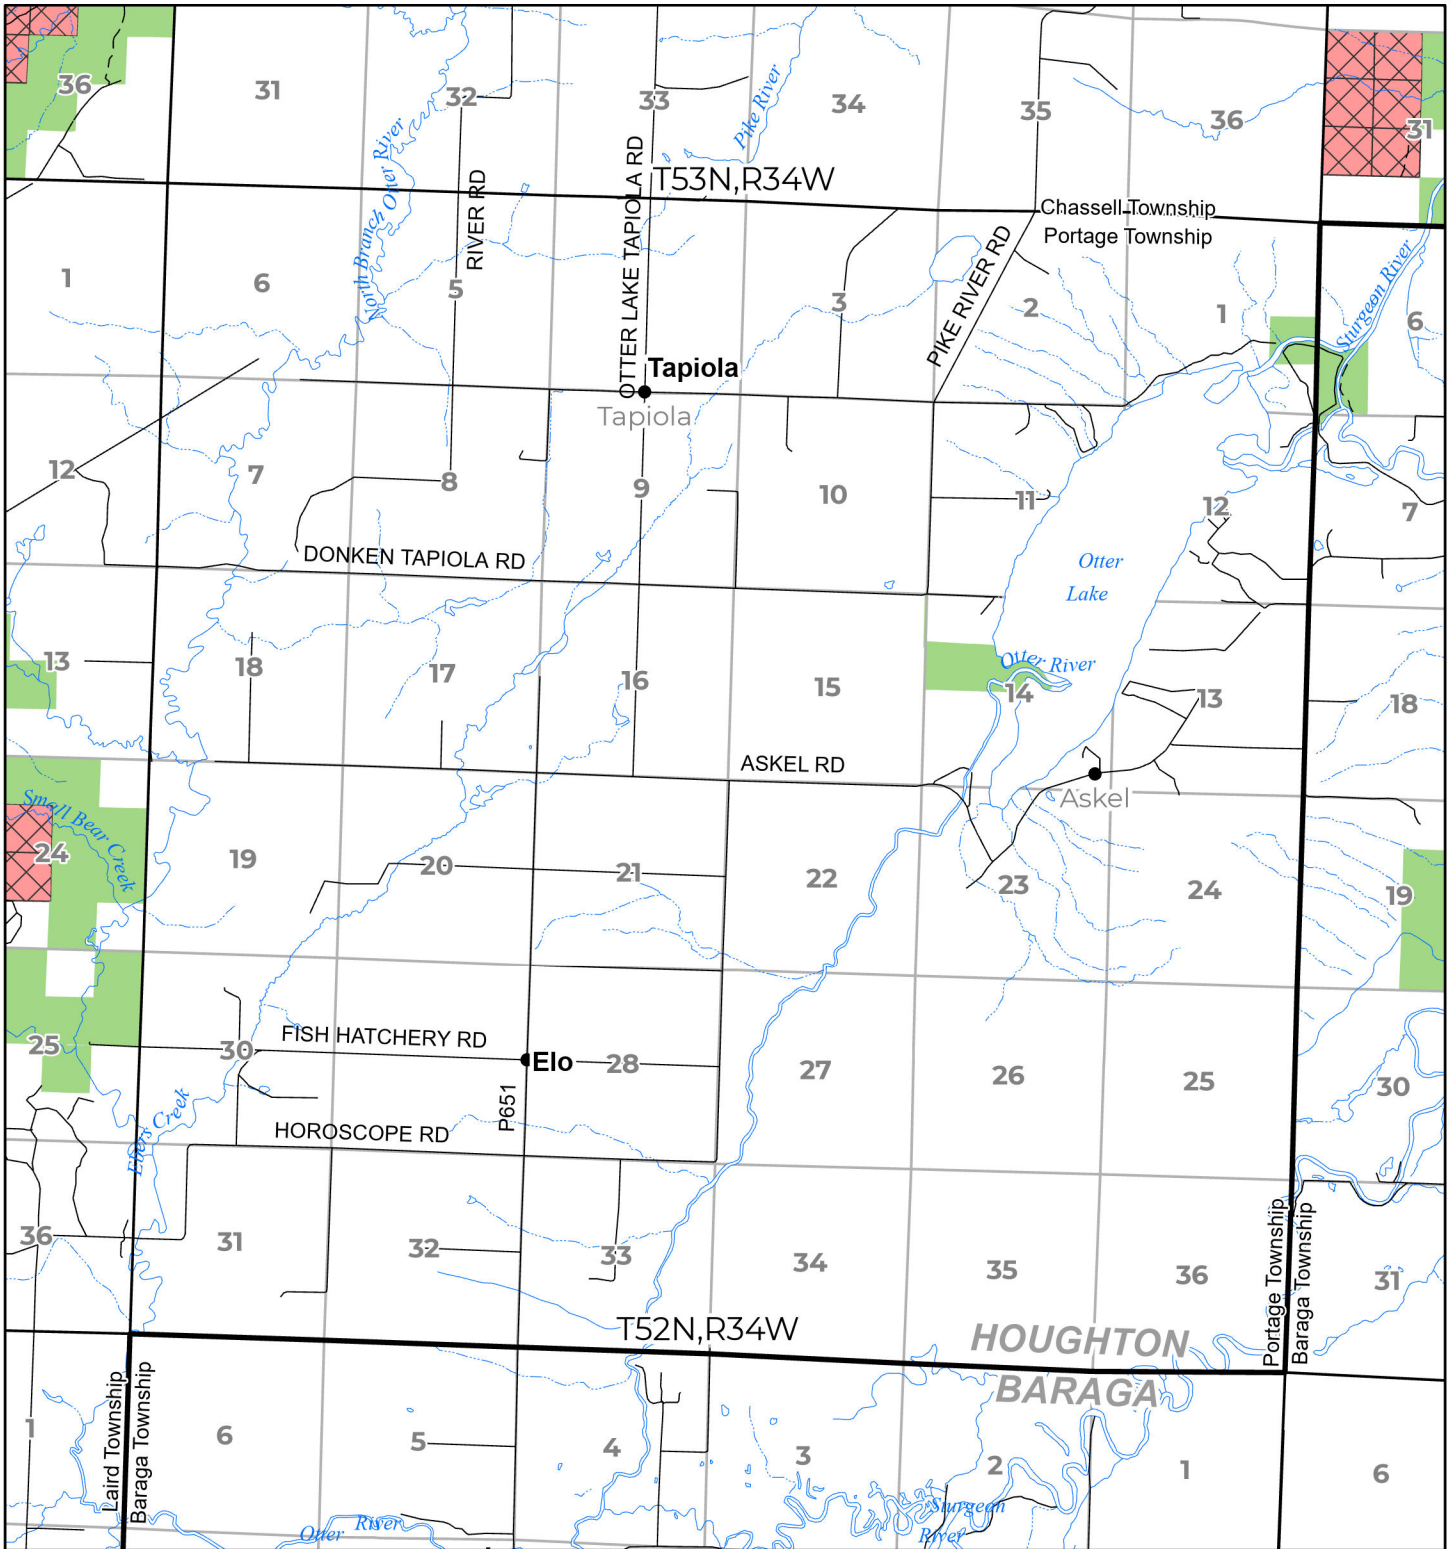 36
31
32
33
34
35
36
31
Pike River
North Branch Otter River
RIVER RD
OTTER LAKE TAPIOLA RD
T53N,R34W
Chassell Township
Portage Township
PIKE RIVER RD
Sturgeon River
1
6
5
3
2
1
6
Tapiola
Tapiola
12
7
8
9
10
11
12
7
DONKEN TAPIOLA RD
Otter
Lake
13
18
17
16
15
Otter River
14
13
18
ASKEL RD
Askel
Small Bear Creek
24
19
20
21
22
23
24
19
25
30
FISH HATCHERY RD
Elo
28
27
26
25
30
P651
HOROSCOPE RD
Elvers Creek
36
31
32
33
34
35
36
31
Portage Township
Baraga Township
T52N,R34W
HOUGHTON
BARAGA
Laird Township
Baraga Township
1
6
5
4
3
2
1
6
Otter River
Sturgeon
River